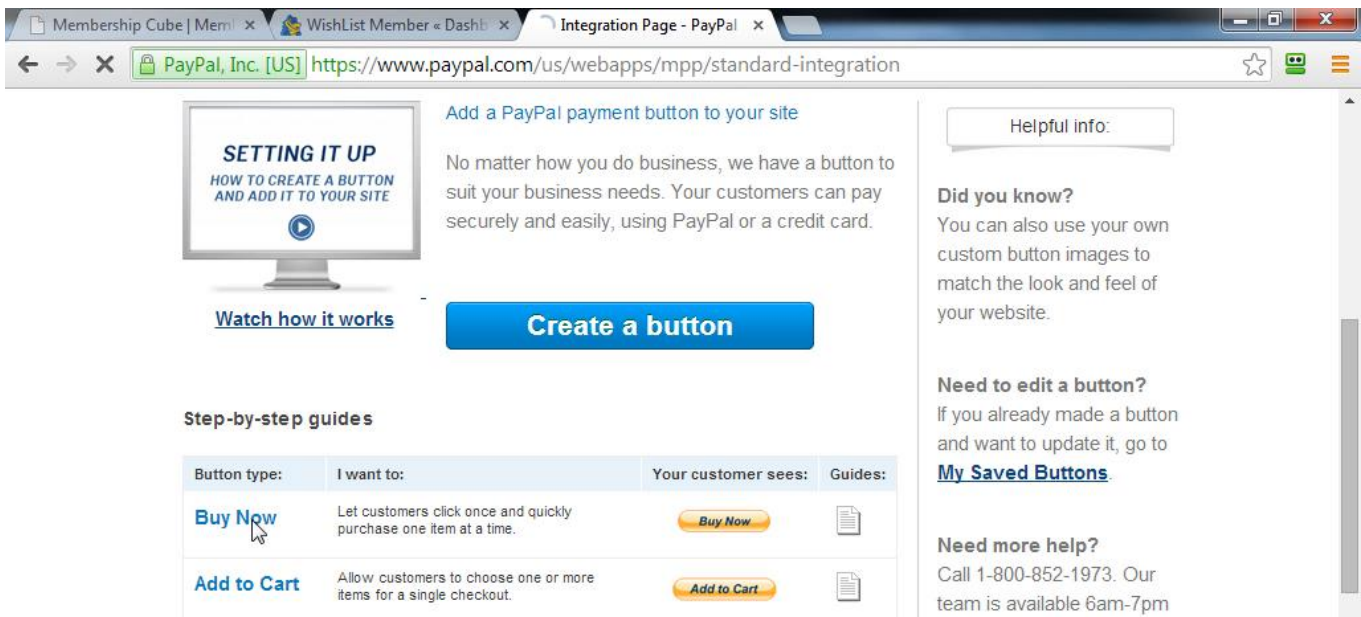 Membership Cube | Mem
WishList Member « Dashb
Integration Page - PayPal
PayPal, Inc. [US]
https://www.paypal.com/us/webapps/mpp/standard-integration
SETTING IT UP
HOW TO CREATE A BUTTON
AND ADD IT TO YOUR SITE
Watch how it works
Add a PayPal payment button to your site
No matter how you do business, we have a button to
suit your business needs. Your customers can pay
securely and easily, using PayPal or a credit card.
Create a button
Step-by-step guides
Button type: I want to: Your customer sees: Guides:
Buy Now
Let customers click once and quickly
purchase one item at a time.
Buy Now
Add to Cart
Allow customers to choose one or more
items for a single checkout.
Add to Cart
Helpful info:
Did you know?
You can also use your own
custom button images to
match the look and feel of
your website.
Need to edit a button?
If you already made a button
and want to update it, go to
My Saved Buttons.
Need more help?
Call 1-800-852-1973. Our
team is available 6am-7pm